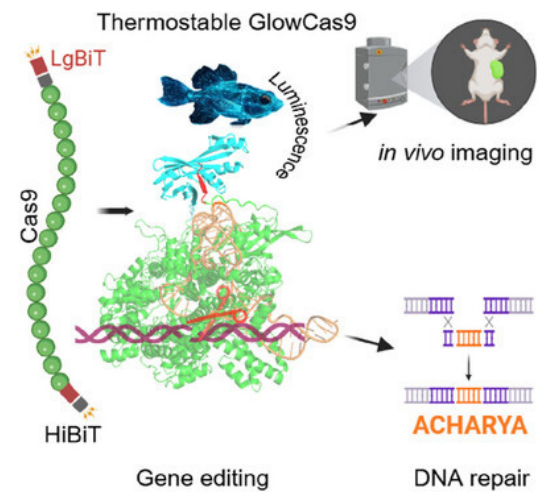 Thermostable GlowCas9
LgBiT
Luminescence
Cas9
in vivo imaging
HiBiT
ACHARYA
Gene editing
DNA repair